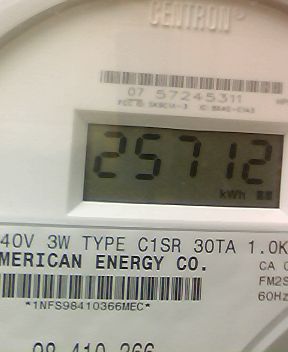 CENTRON®
07 57245311
25712
kWh
40V 3W TYPE C1SR 30TA 1.0K
MERICAN ENERGY CO.
CA
FM2S
60Hz
*1NFS98410366MEC*